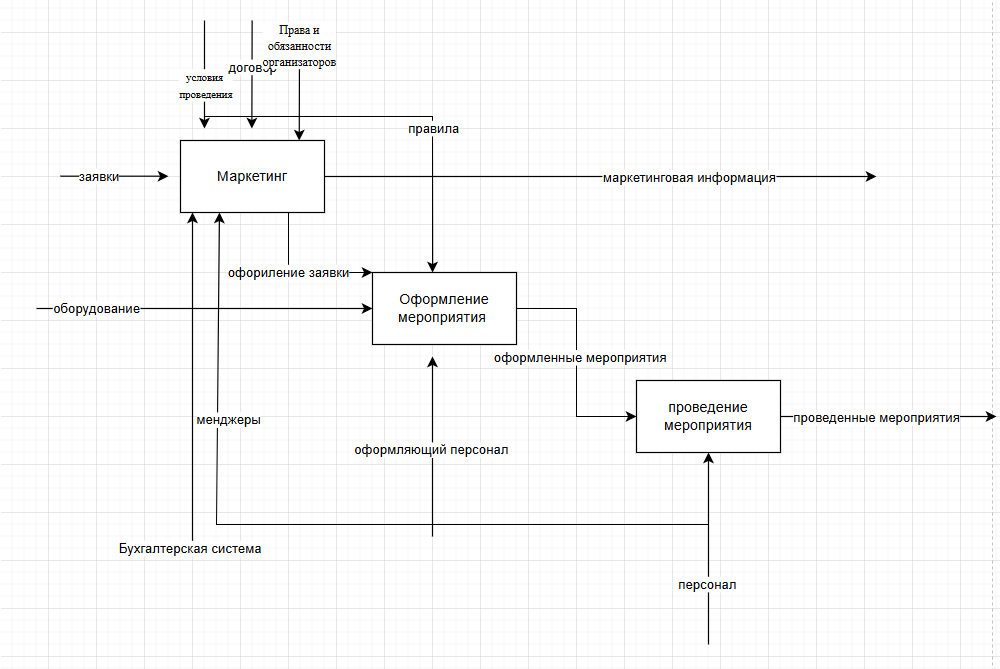 Права и
обязанности
организаторов
договор
условия
проведения
правила
заявки
Маркетинг
маркетинговая информация
офориление заявки
Оформление
мероприятия
оборудование
оформленные мероприятия
проведение
мероприятия
проведенные мероприятия
менджеры
оформляющий персонал
Бухгалтерская система
персонал